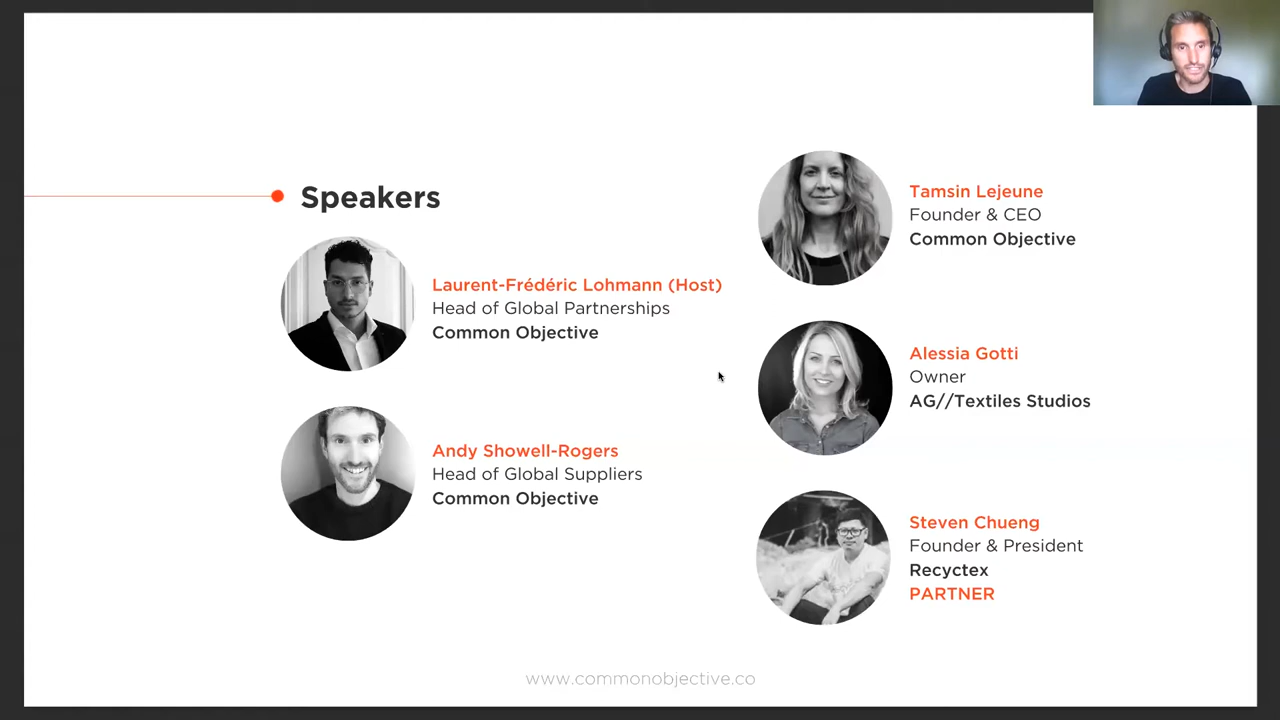 Speakers
Laurent-Frédéric Lohmann (Host)
Head of Global Partnerships
Common Objective
Andy Showell-Rogers
Head of Global Suppliers
Common Objective
Tamsin Lejeune
Founder & CEO
Common Objective
Alessia Gotti
Owner
AG//Textiles Studios
Steven Chueng
Founder & President
Recyctex
PARTNER
www.commonobjective.co